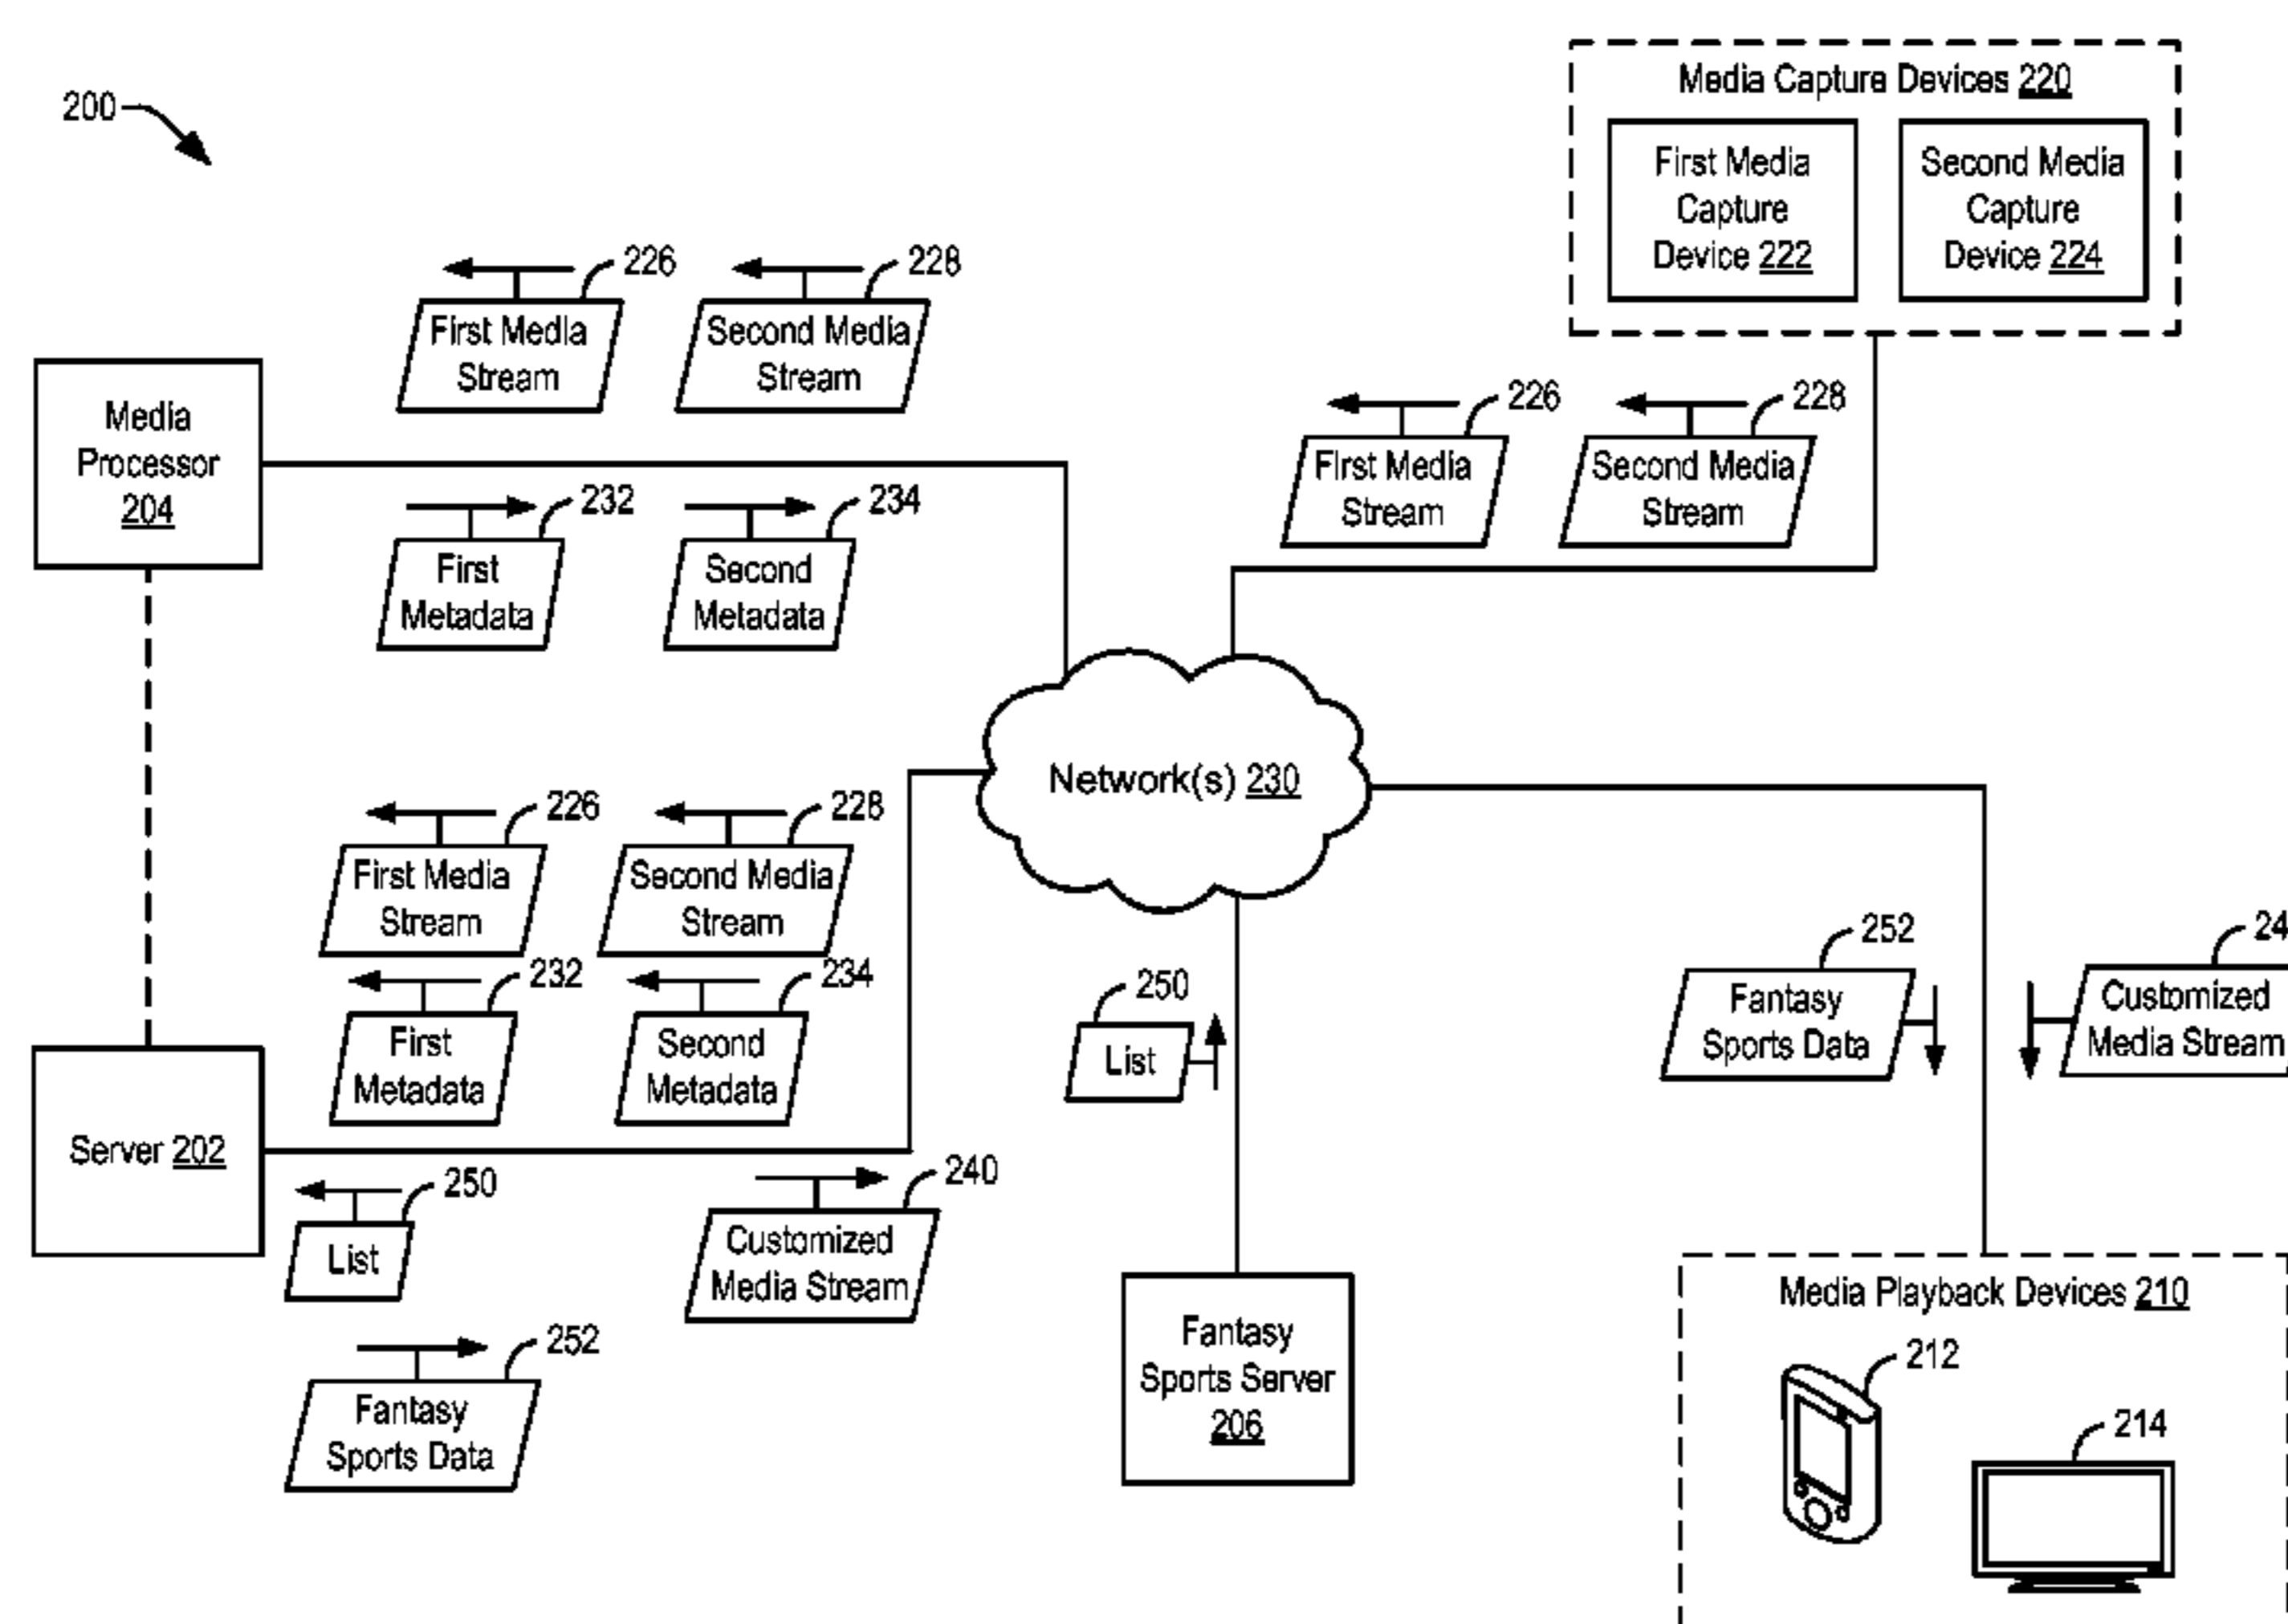 200
Media Capture Devices 220
First Media
Capture
Device 222
Second Media
Capture
Device 224
226
228
First Media
Stream
Second Media
Stream
Media
Processor
204
232
234
First
Metadata
Second
Metadata
226
228
First Media
Stream
Second Media
Stream
Network(s) 230
226
228
First Media
Stream
Second Media
Stream
232
234
First
Metadata
Second
Metadata
Server 202
250
List
240
Customized
Media Stream
252
Fantasy
Sports Data
250
List
Fantasy
Sports Server
206
252
Fantasy
Sports Data
24
Customized
Media Stream
Media Playback Devices 210
212
214